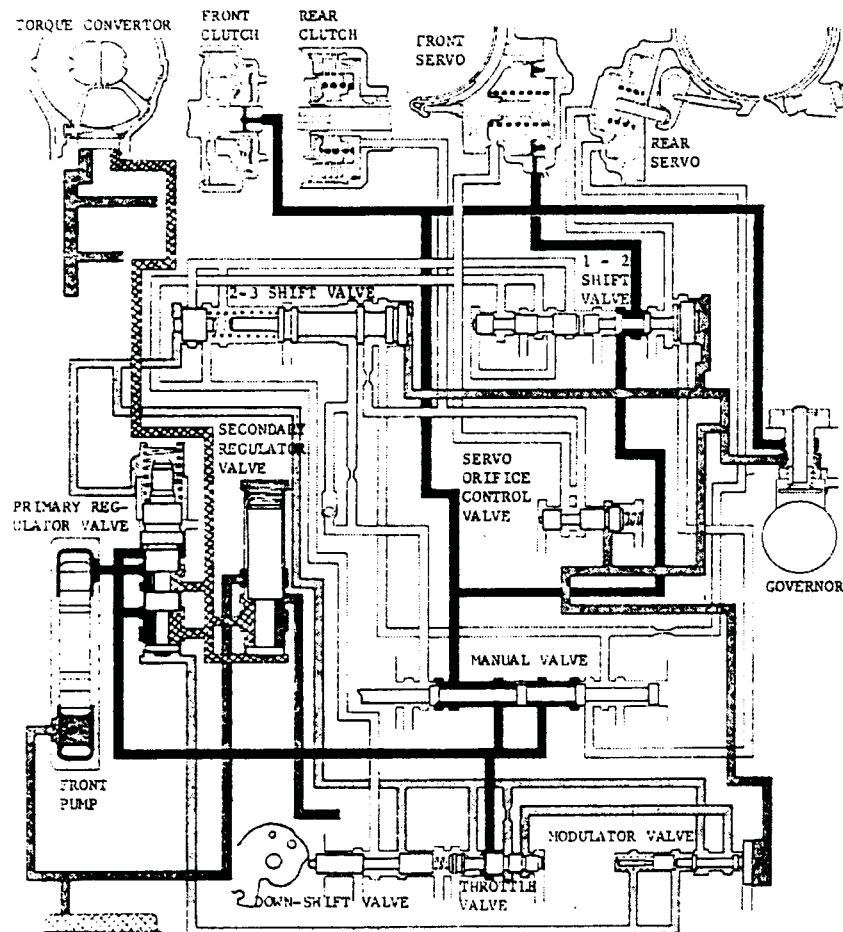 TORQUE CONVERTOR
FRONT
CLUTCH
REAR
CLUTCH
FRONT
SERVO
REAR
SERVO
1 - 2
SHIFT
VALVE
2-3 SHIFT VALVE
SECONDARY
REGULATOR
VALVE
SERVO
ORIFICE
CONTROL
VALVE
PRIMARY REG-
ULATOR VALVE
GOVERNOR
MANUAL VALVE
FRONT
PUMP
MODULATOR VALVE
DOWN-SHIFT VALVE
THROTTLE
VALVE